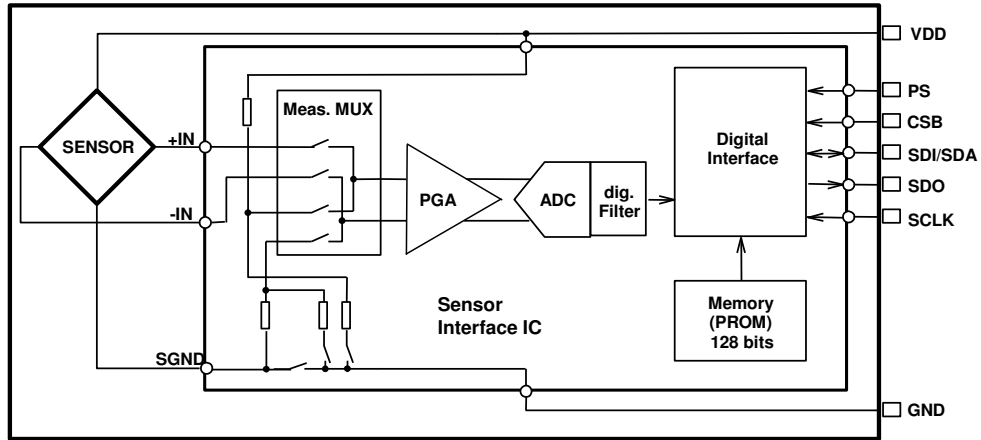 VDD
PS
Meas. MUX
CSB
+IN
SENSOR
Digital
Interface
SDI/SDA
PGA
ADC
dig.
Filter
SDO
-IN
SCLK
Sensor
Interface IC
Memory
(PROM)
128 bits
SGND
GND